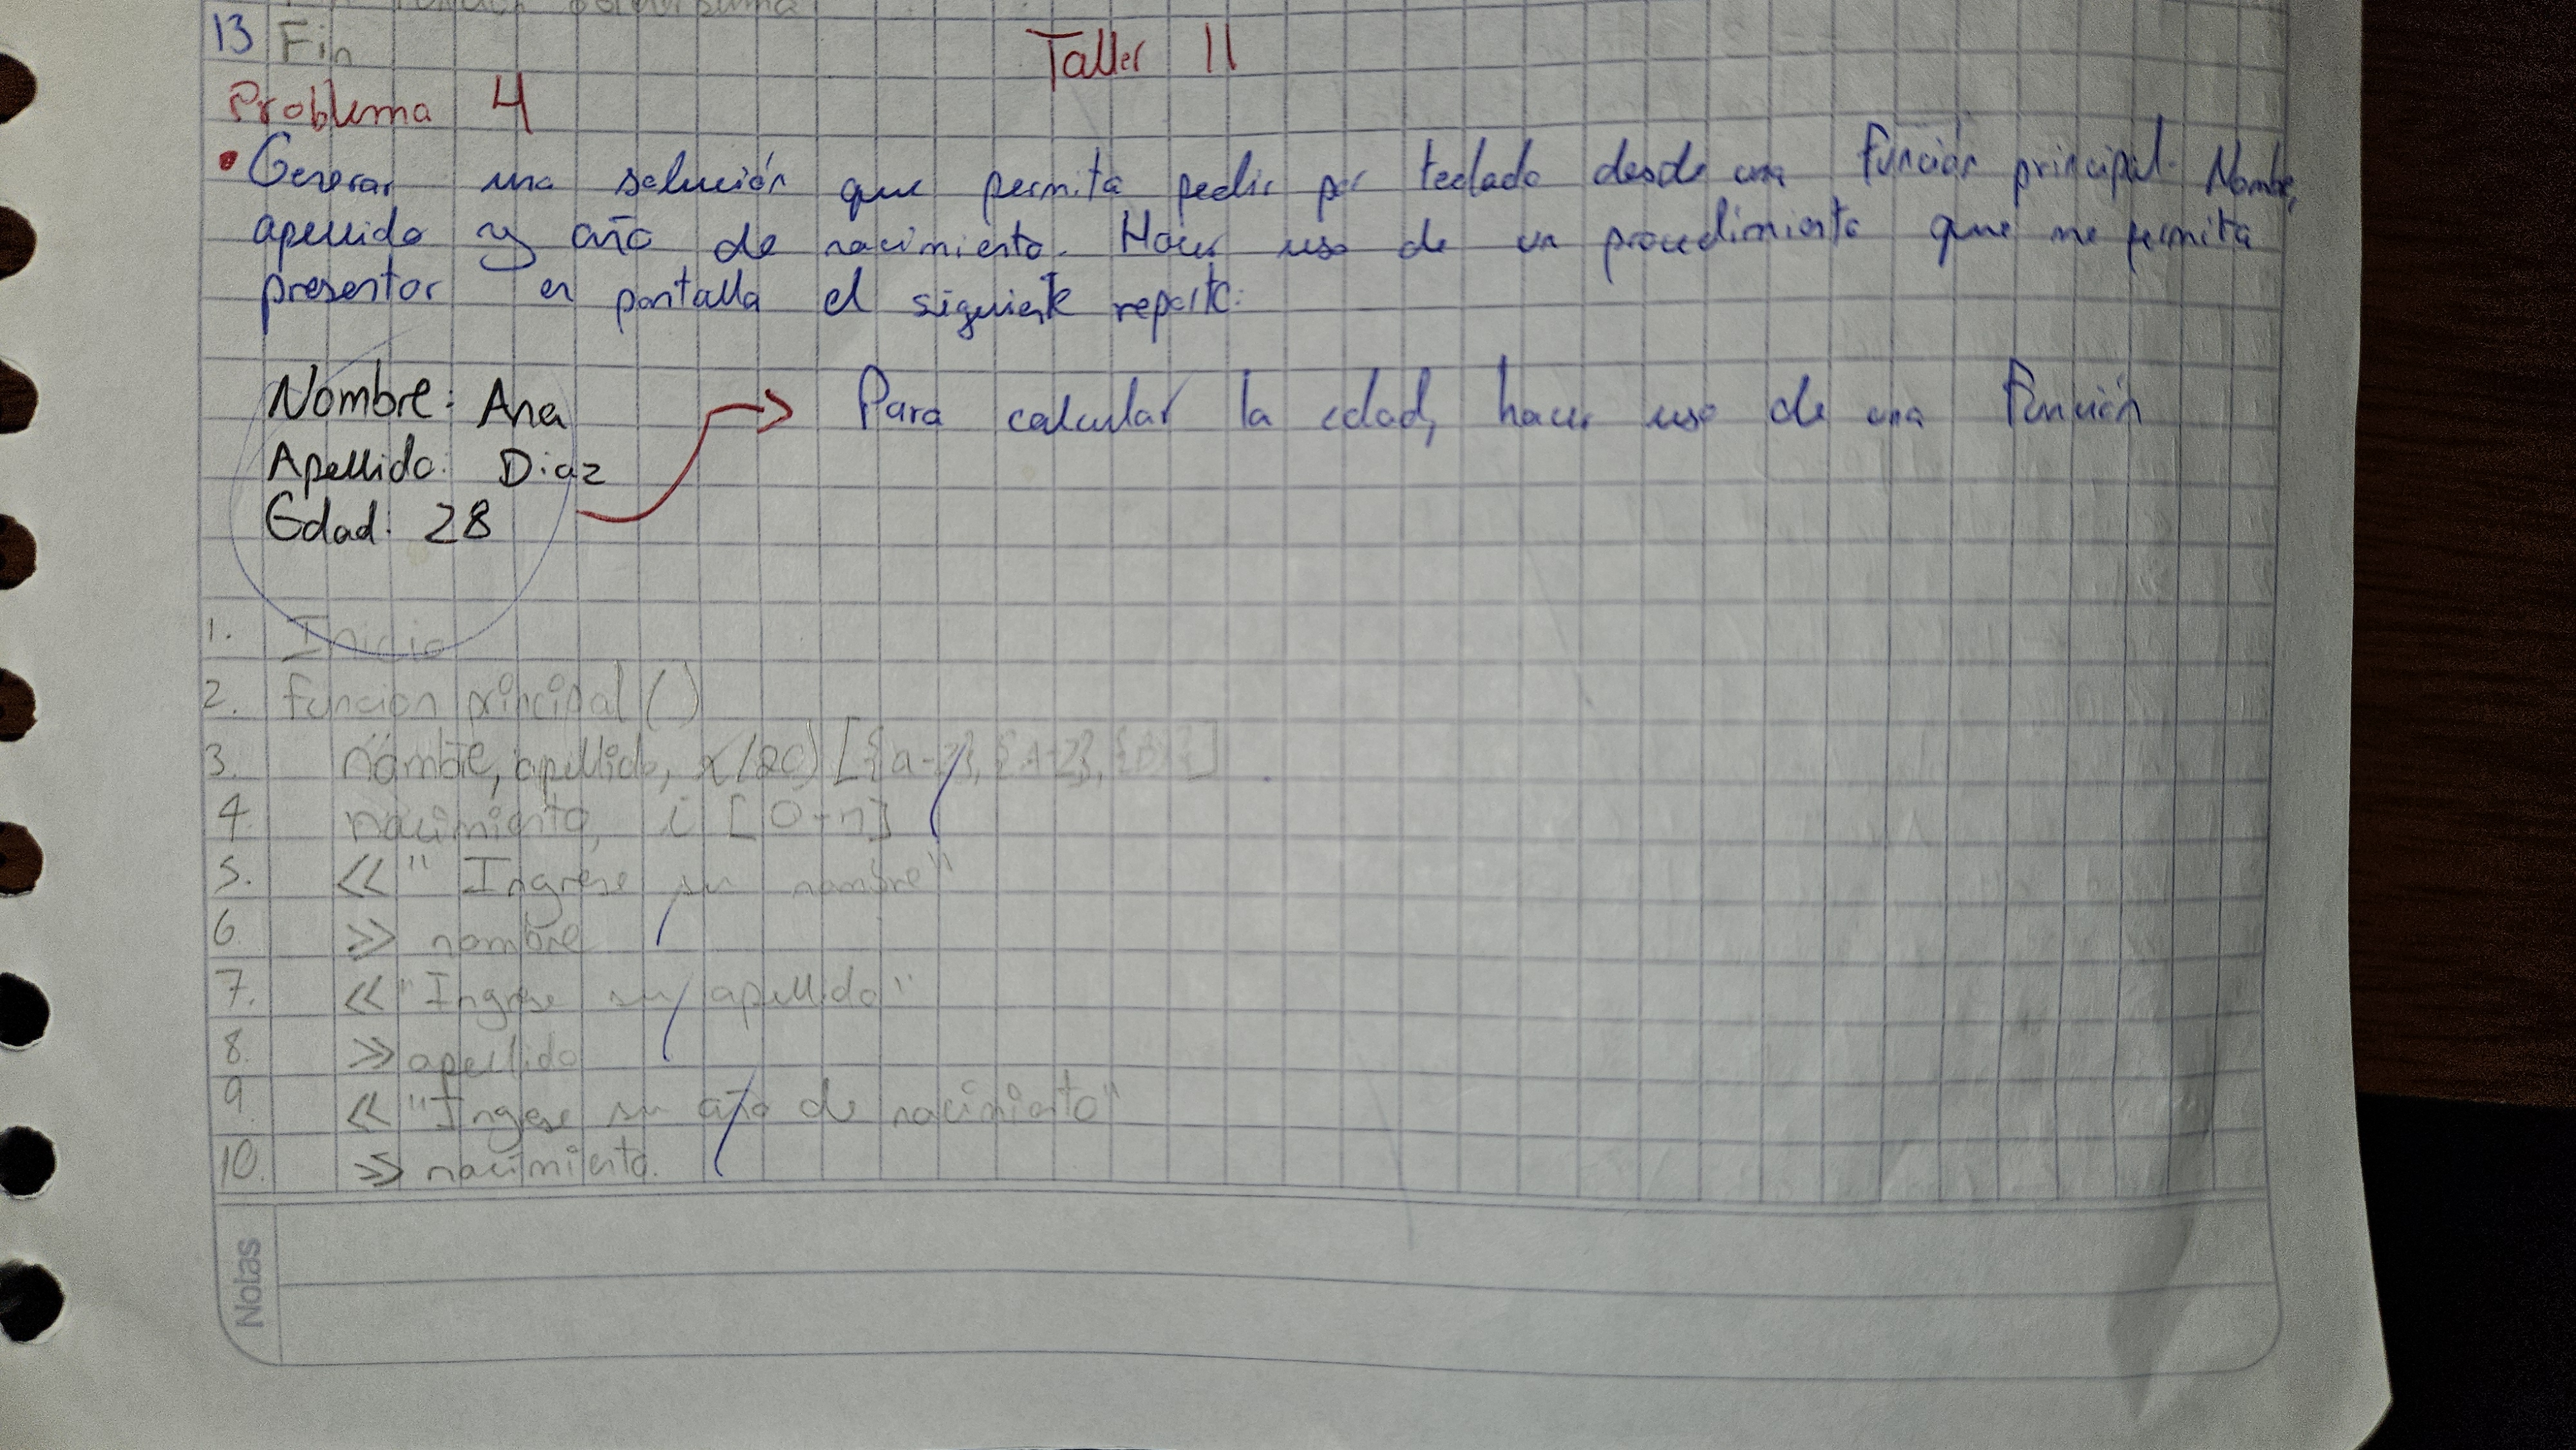 13 Fin
Taller 11
Problema 4
• Generar una solución que permita pedir por teclado desde una función principal. Nombre,
apellido y año de nacimiento. Hacer uso de un procedimiento que me permita
presentar en pantalla el siguiente reporte:
Nombre: Ana
Para calcular la edad, hacer uso de una función
Apellido: Diaz
Edad: 28
1. Inicio
2. funcion principal ()
3. nombre, apellido, x(20) [{a-z},{A-Z},
4. nacimiento, i [0-n]
5. << "Ingrese su nombre"
6. >> nombre
7. << "Ingrese su apellido"
8. >> apellido
9. << "Ingrese su año de nacimiento"
10. >> nacimiento.
Notas